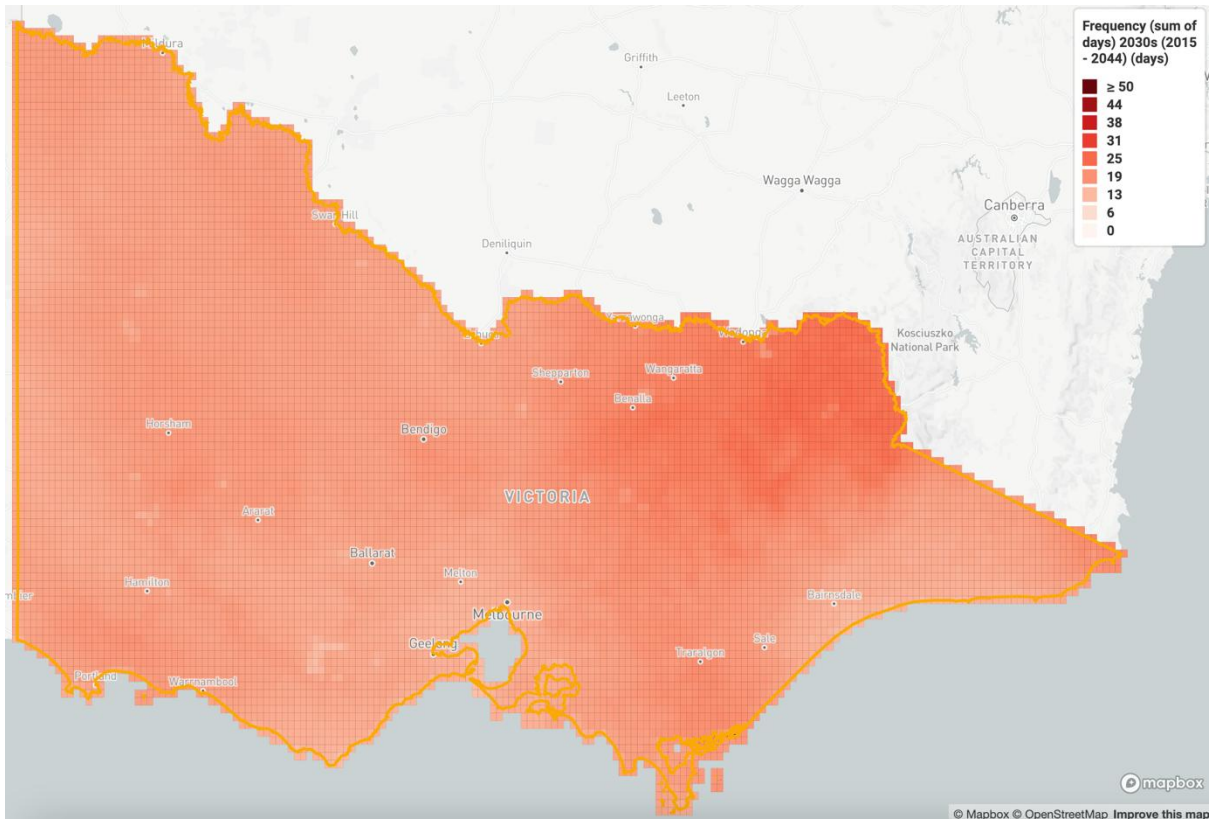 Frequency (sum of
days) 2030s (2015
- 2044) (days)
≥ 50
44
38
31
25
19
13
6
0
Griffith
Leeton
Wagga Wagga
Canberra
AUSTRALIAN
CAPITAL
TERRITORY
Swan Hill
Deniliquin
Kosciuszko
National Park
Shepparton
Wangaratta
Benalla
Horsham
Bendigo
VICTORIA
Ararat
Ballarat
Hamilton
Melton
Melbourne
Bairnsdale
Geelong
Sale
Traralgon
Portland
Warrnambool
mapbox
© Mapbox © OpenStreetMap Improve this map